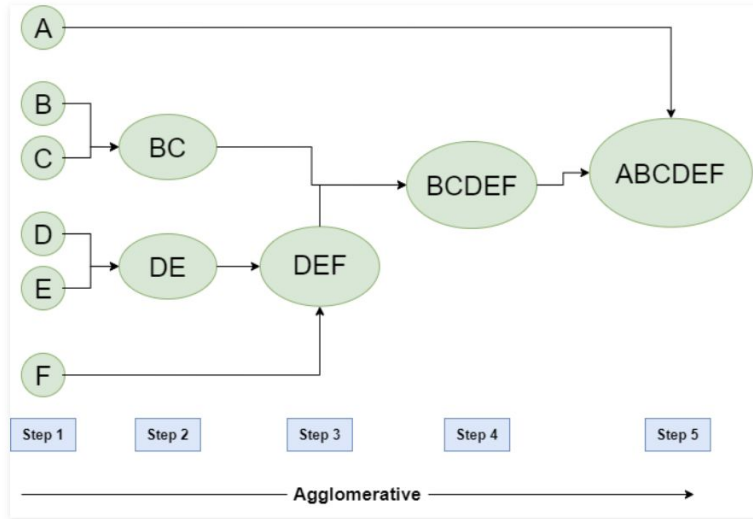 A
B
C
BC
BCDEF
ABCDEF
D
E
DE
DEF
F
Step 1
Step 2
Step 3
Step 4
Step 5
Agglomerative